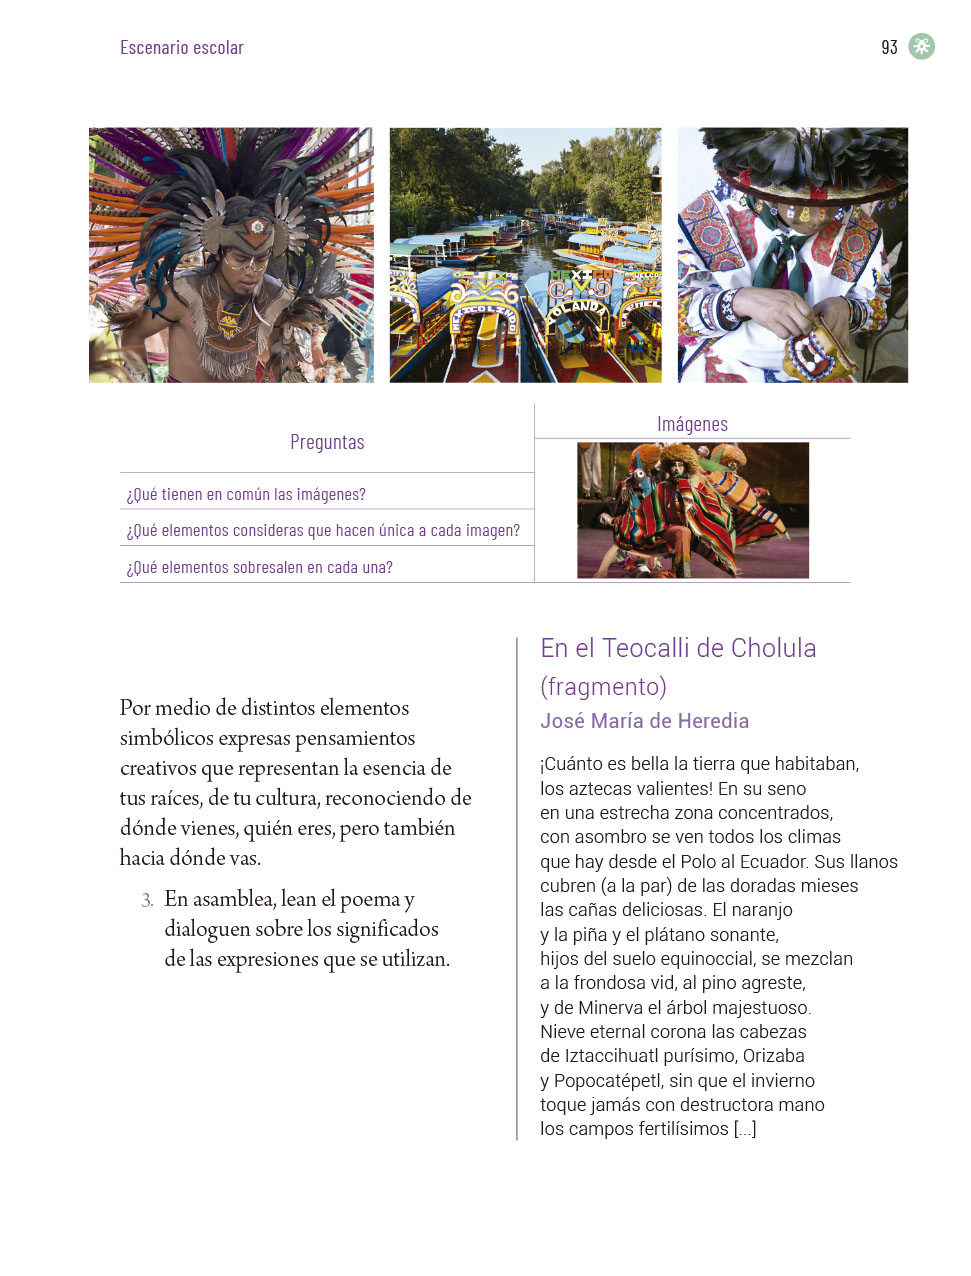 Escenario escolar
93
MEXICO
MEXICO LINDO
YOLANDA
Preguntas
Imágenes
¿Qué tienen en común las imágenes?
¿Qué elementos consideras que hacen única a cada imagen?
¿Qué elementos sobresalen en cada una?
Por medio de distintos elementos
simbólicos expresas pensamientos
creativos que representan la esencia de
tus raíces, de tu cultura, reconociendo de
dónde vienes, quién eres, pero también
hacia dónde vas.
3. En asamblea, lean el poema y
dialoguen sobre los significados
de las expresiones que se utilizan.
En el Teocalli de Cholula
(fragmento)
José María de Heredia
¡Cuánto es bella la tierra que habitaban,
los aztecas valientes! En su seno
en una estrecha zona concentrados,
con asombro se ven todos los climas
que hay desde el Polo al Ecuador. Sus llanos
cubren (a la par) de las doradas mieses
las cañas deliciosas. El naranjo
y la piña y el plátano sonante,
hijos del suelo equinoccial, se mezclan
a la frondosa vid, al pino agreste,
y de Minerva el árbol majestuoso.
Nieve eternal corona las cabezas
de Iztaccihuatl purísimo, Orizaba
y Popocatépetl, sin que el invierno
toque jamás con destructora mano
los campos fertilísimos [...]